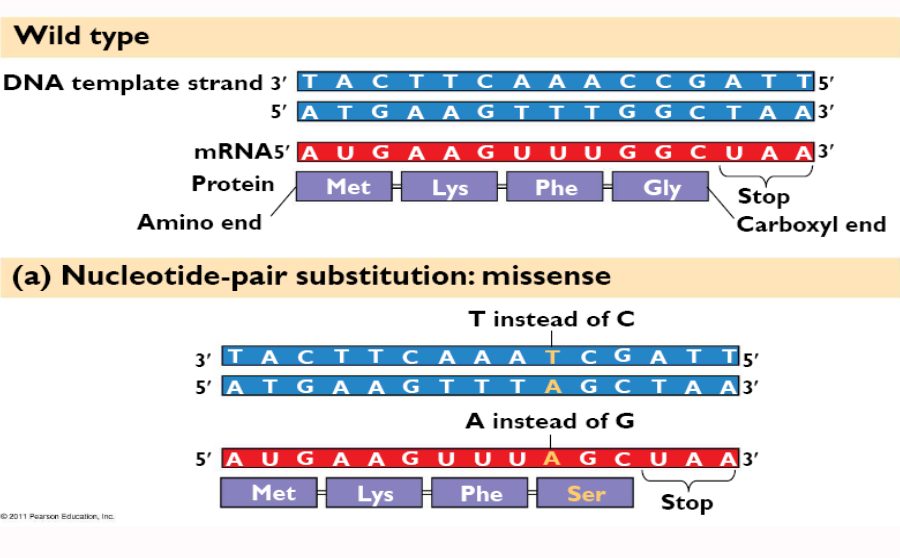 Wild type
DNA template strand 3′ T A C T T C A A A C C G A T T 5′
5′ A T G A A G T T T G G C T A A 3′
mRNA 5′ A U G A A G U U U G G C U A A 3′
Protein Met Lys Phe Gly
Stop
Amino end Carboxyl end
(a) Nucleotide-pair substitution: missense
T instead of C
3′ T A C T T C A A A T C G A T T 5′
5′ A T G A A G T T T A G C T A A 3′
A instead of G
5′ A U G A A G U U U A G C U A A 3′
Met Lys Phe Ser
Stop
© 2011 Pearson Education, Inc.